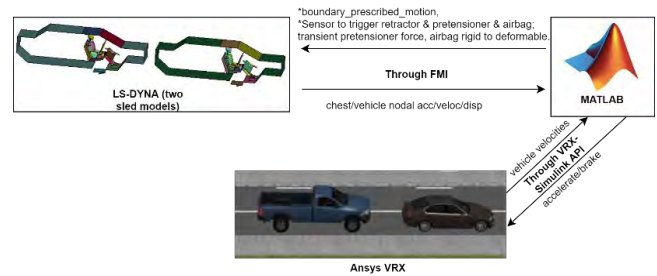 *boundary_prescribed_motion,
*Sensor to trigger retractor & pretensioner & airbag;
transient pretensioner force, airbag rigid to deformable.
Through FMI
LS-DYNA (two
sled models)
chest/vehicle nodal acc/veloc/disp
MATLAB
vehicle velocities
Through VRX-
Simulink API
accelerate/brake
Ansys VRX